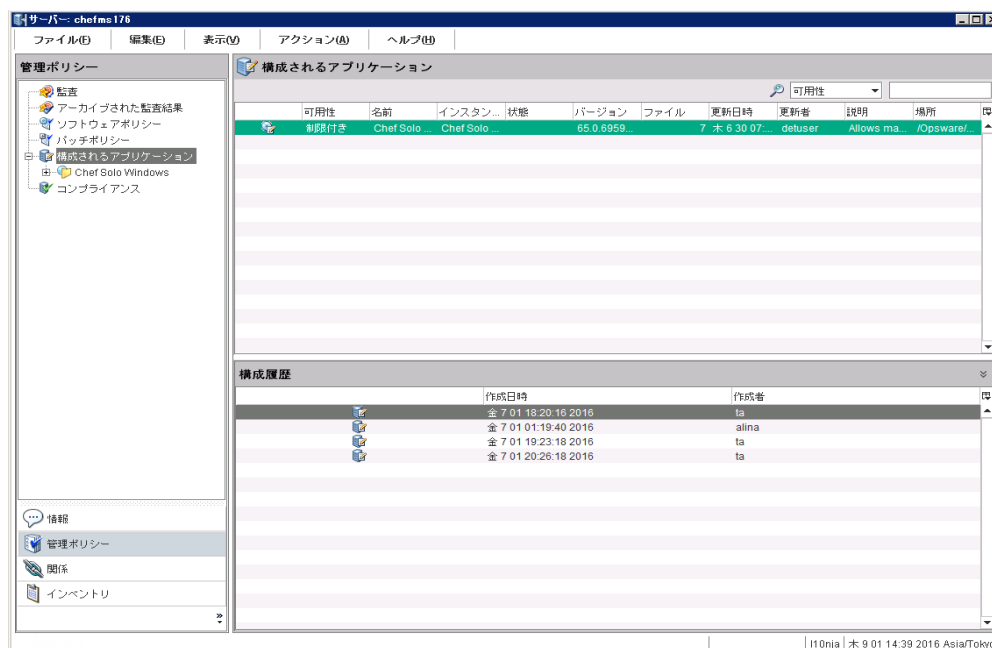 サーバー: chefms176
ファイル(F) 編集(E) 表示(V) アクション(A) ヘルプ(H)
管理ポリシー
監査
アーカイブされた監査結果
ソフトウェアポリシー
パッチポリシー
構成されるアプリケーション
Chef Solo Windows
コンプライアンス
情報
管理ポリシー
関係
インベントリ
構成されるアプリケーション
可用性
可用性 名前 インスタン... 状態 バージョン ファイル 更新日時 更新者 説明 場所
制限付き Chef Solo ... Chef Solo ... 65.0.6959... 7 木 6 30 07:... detuser Allows ma... /Opsware/...
構成履歴
作成日時 作成者
金 7 01 18:20:16 2016 ta
金 7 01 01:19:40 2016 alina
金 7 01 19:23:18 2016 ta
金 7 01 20:26:18 2016 ta
l10nja 木 9 01 14:39 2016 Asia/Tokyo